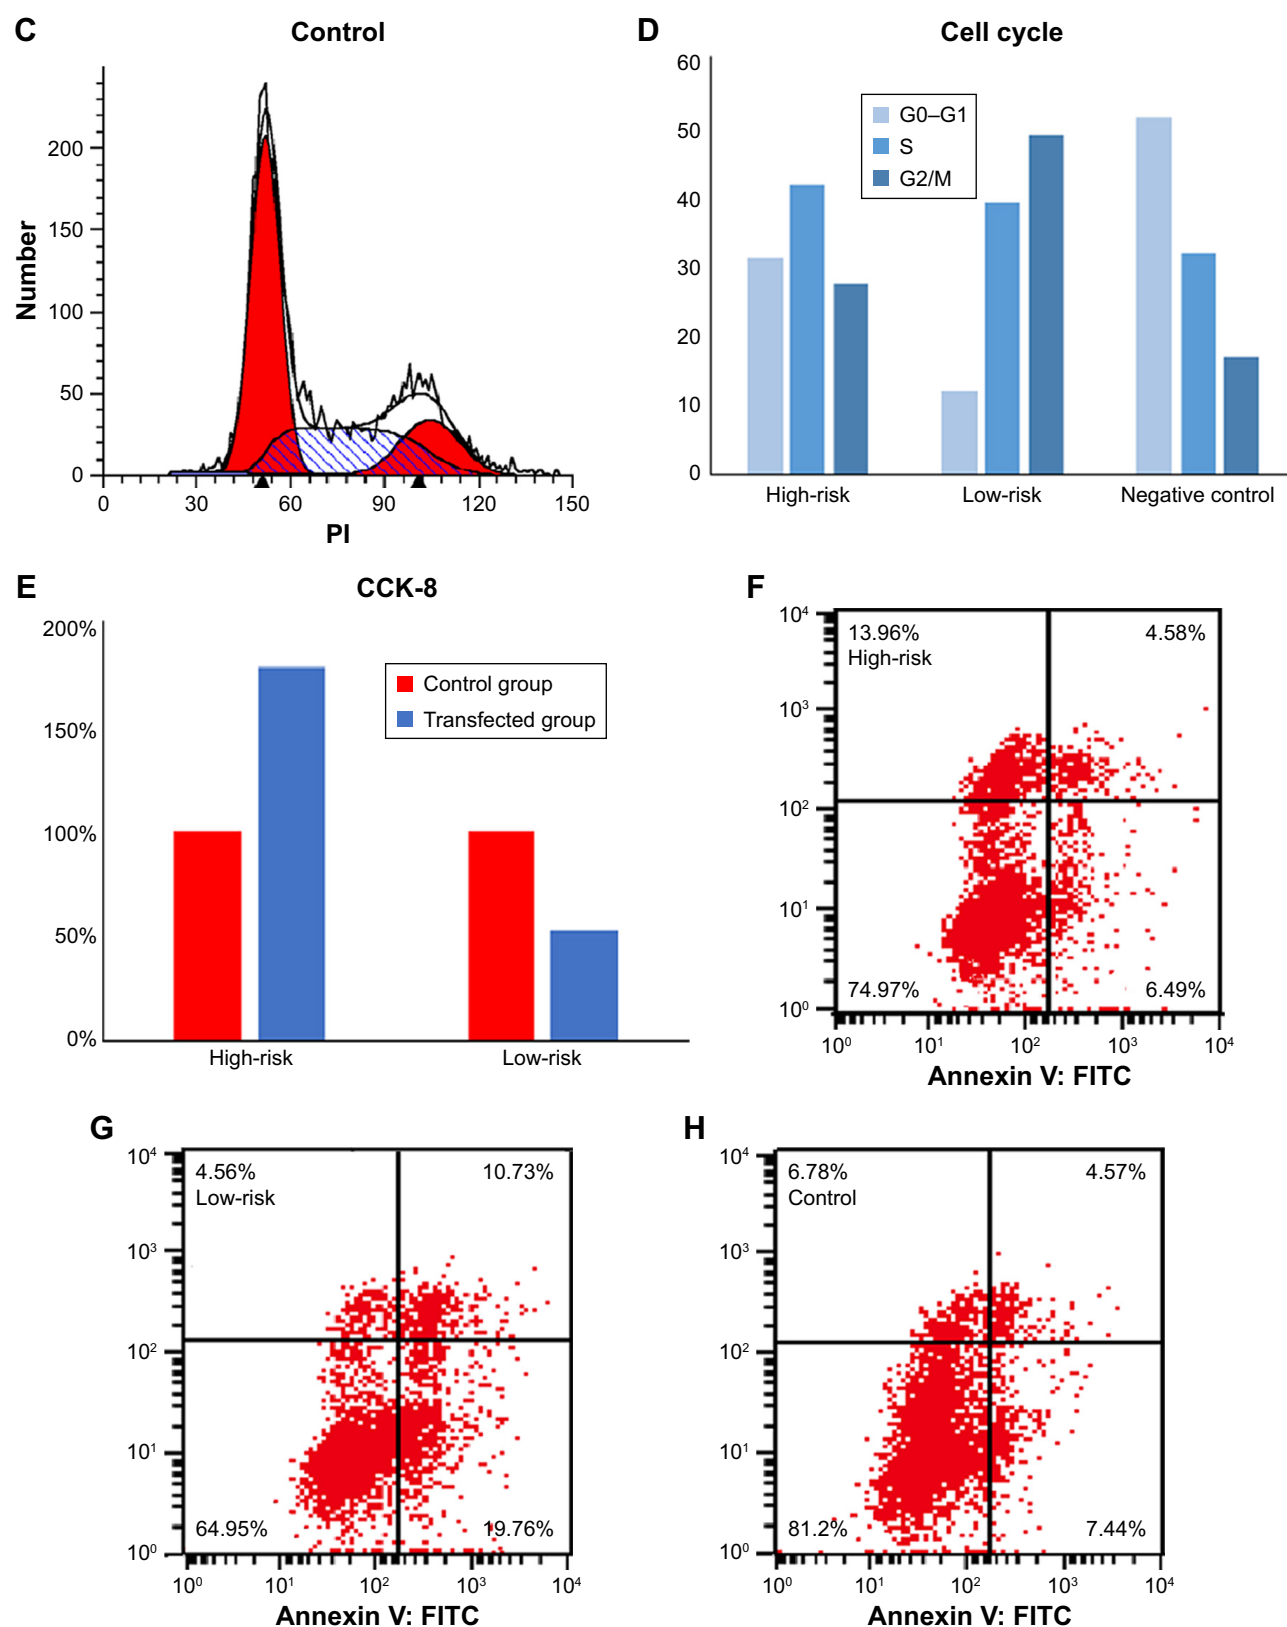 C
Control
200
150
100
50
0
Number
0 30 60 90 120 150
PI
D
Cell cycle
60
50
40
30
20
10
0
G0–G1
S
G2/M
High-risk Low-risk Negative control
E
CCK-8
200%
150%
100%
50%
0%
Control group
Transfected group
High-risk Low-risk
F
10⁴
10³
10²
10¹
10⁰
13.96% 4.58%
High-risk
74.97% 6.49%
10⁰ 10¹ 10² 10³ 10⁴
Annexin V: FITC
G
10⁴
10³
10²
10¹
10⁰
4.56% 10.73%
Low-risk
64.95% 19.76%
10⁰ 10¹ 10² 10³ 10⁴
Annexin V: FITC
H
10⁴
10³
10²
10¹
10⁰
6.78% 4.57%
Control
81.2% 7.44%
10⁰ 10¹ 10² 10³ 10⁴
Annexin V: FITC